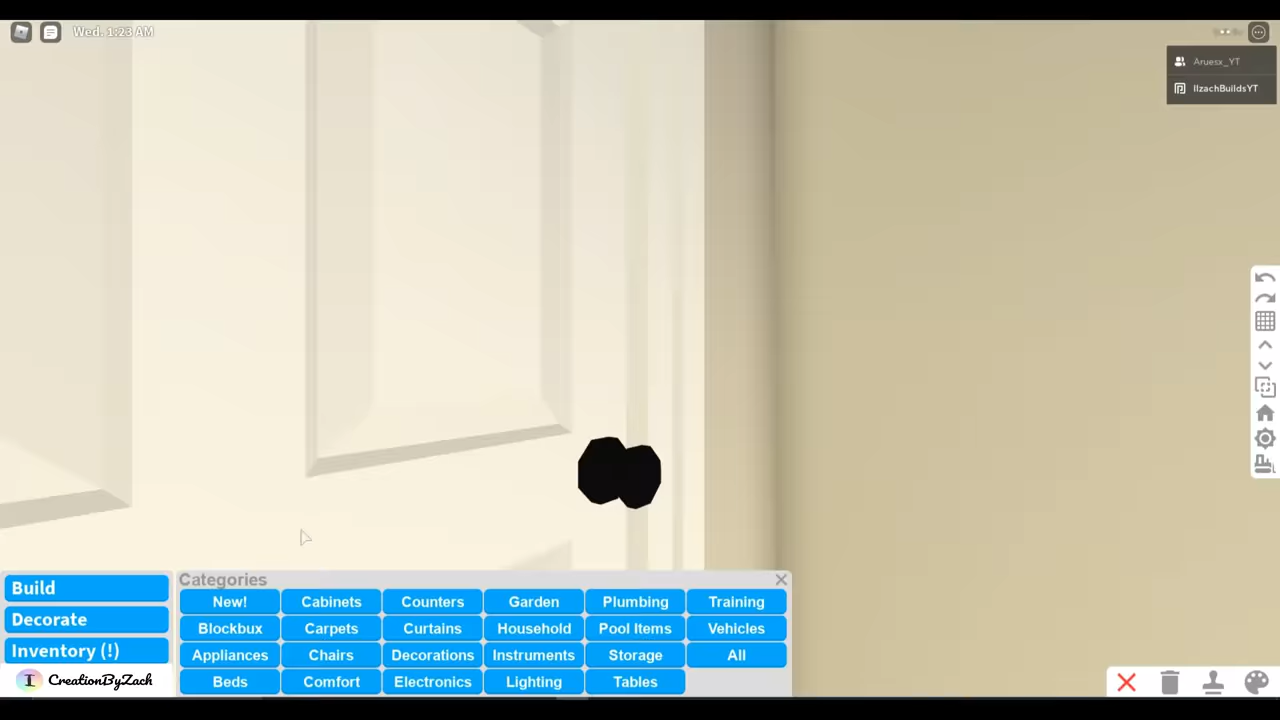 Wed. 1:23 AM
Aruesx_YT
IlzachBuildsYT
Categories
Build
Decorate
Inventory (!)
CreationByZach
New! Cabinets Counters Garden Plumbing Training
Blockbux Carpets Curtains Household Pool Items Vehicles
Appliances Chairs Decorations Instruments Storage All
Beds Comfort Electronics Lighting Tables